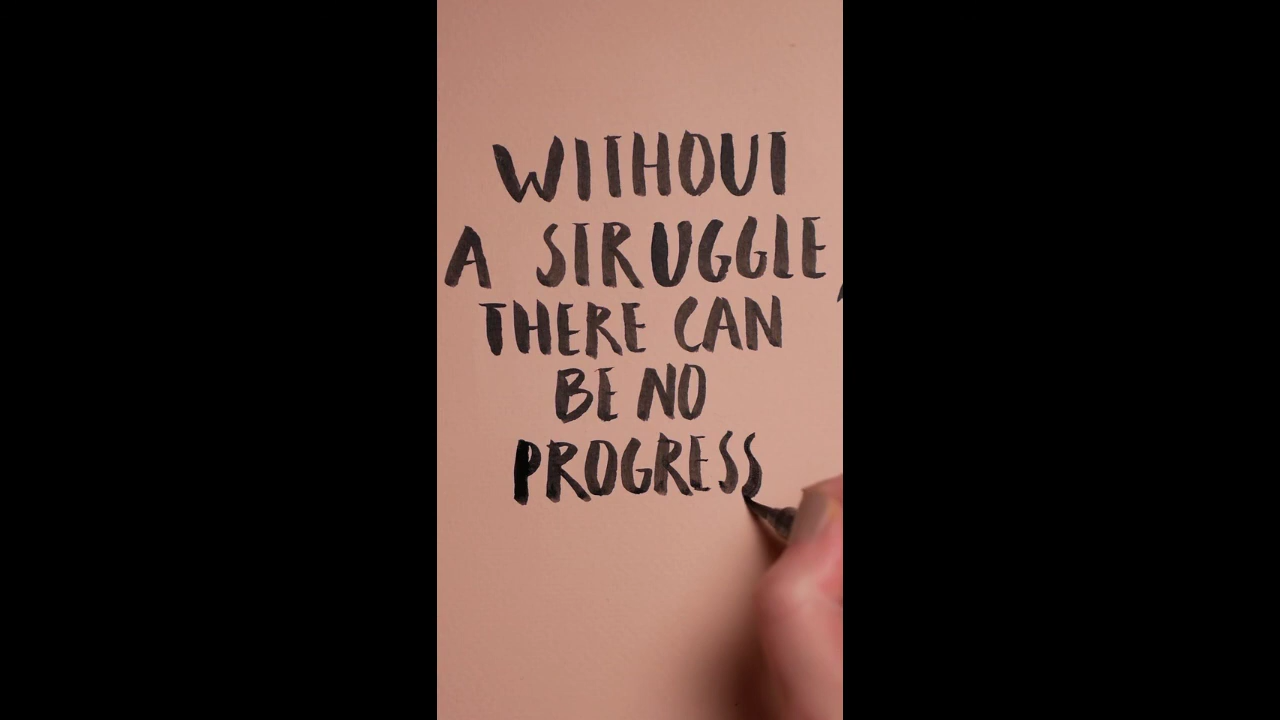 WITHOUT
A STRUGGLE,
THERE CAN
BE NO
PROGRESS